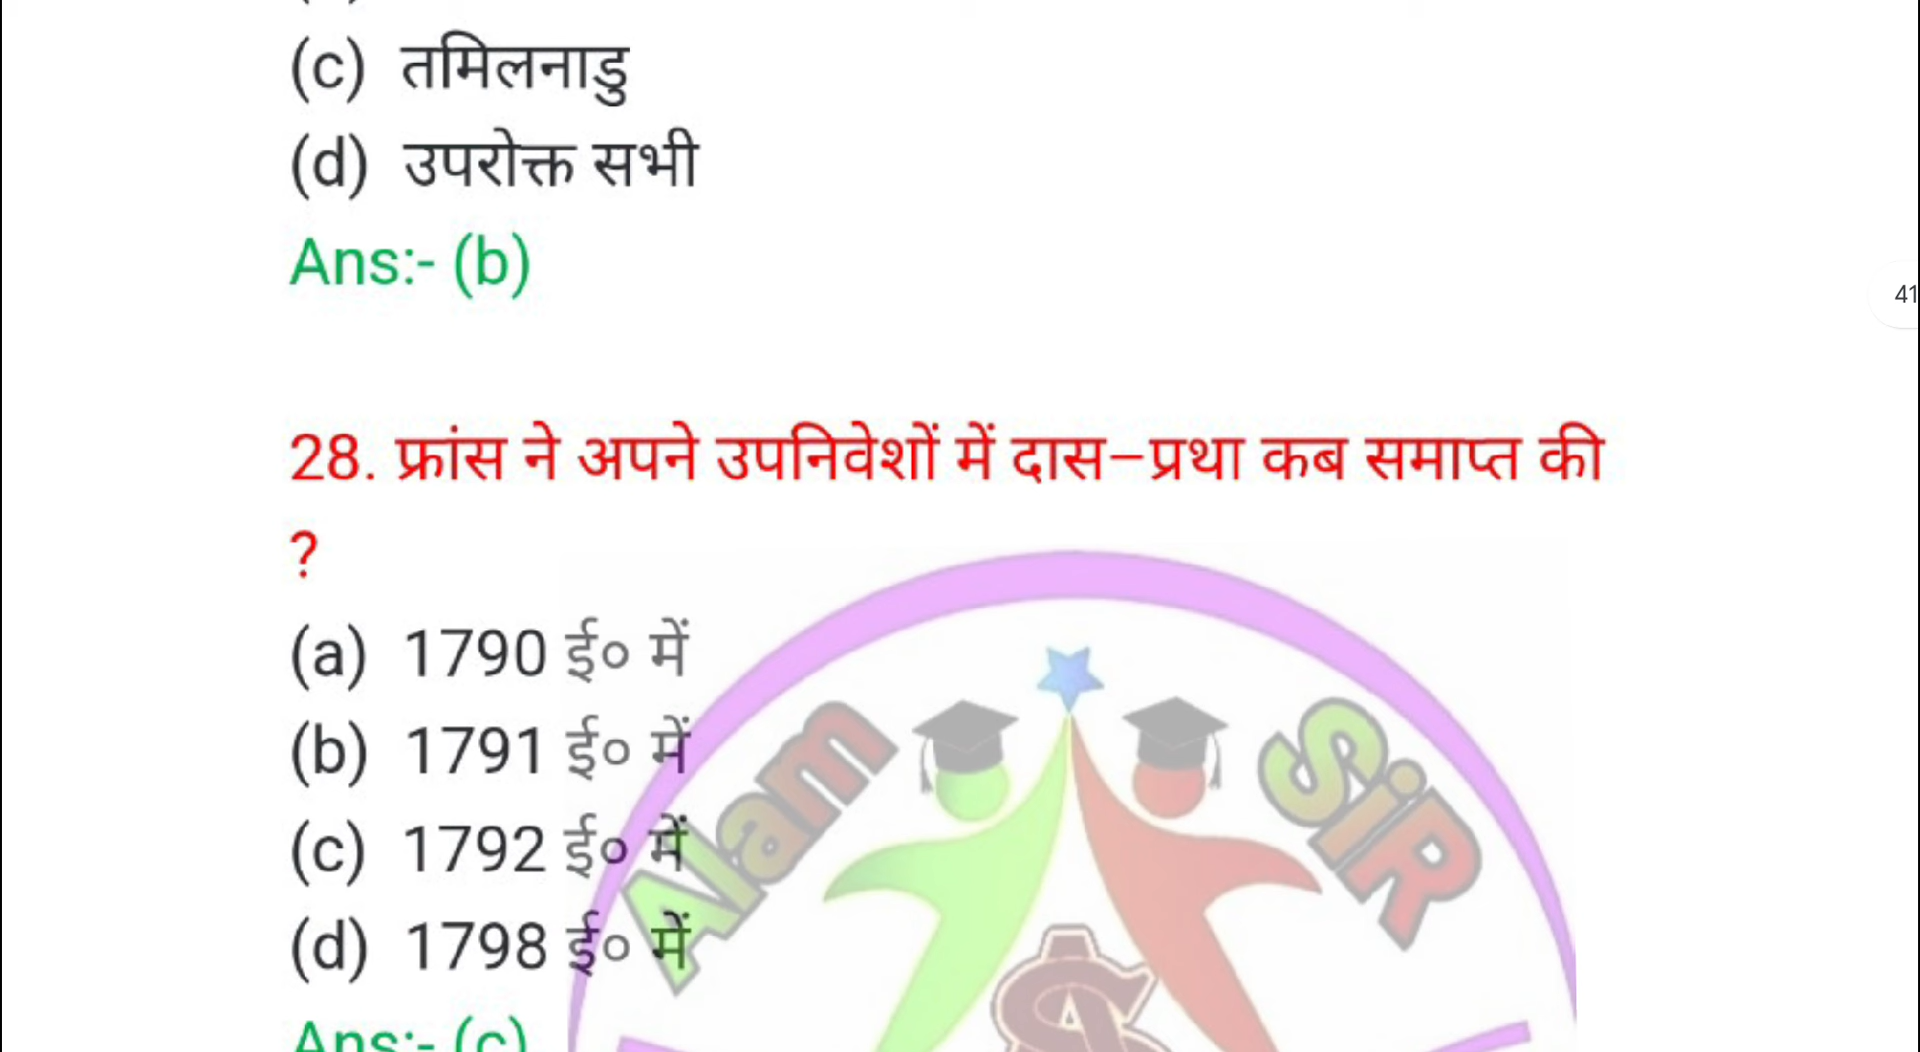 (c) तमिलनाडु
(d) उपरोक्त सभी
Ans:- (b)
41
28. फ्रांस ने अपने उपनिवेशों में दास–प्रथा कब समाप्त की
?
(a) 1790 ई० में
(b) 1791 ई० में
(c) 1792 ई० में
(d) 1798 ई० में
Alam SiR
Ans:- (c)